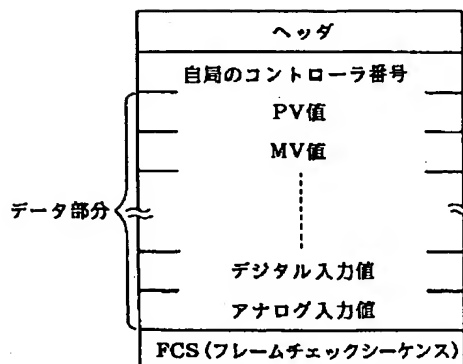 ヘッダ
自局のコントローラ番号
PV値
MV値
データ部分
デジタル入力値
アナログ入力値
FCS(フレームチェックシーケンス)